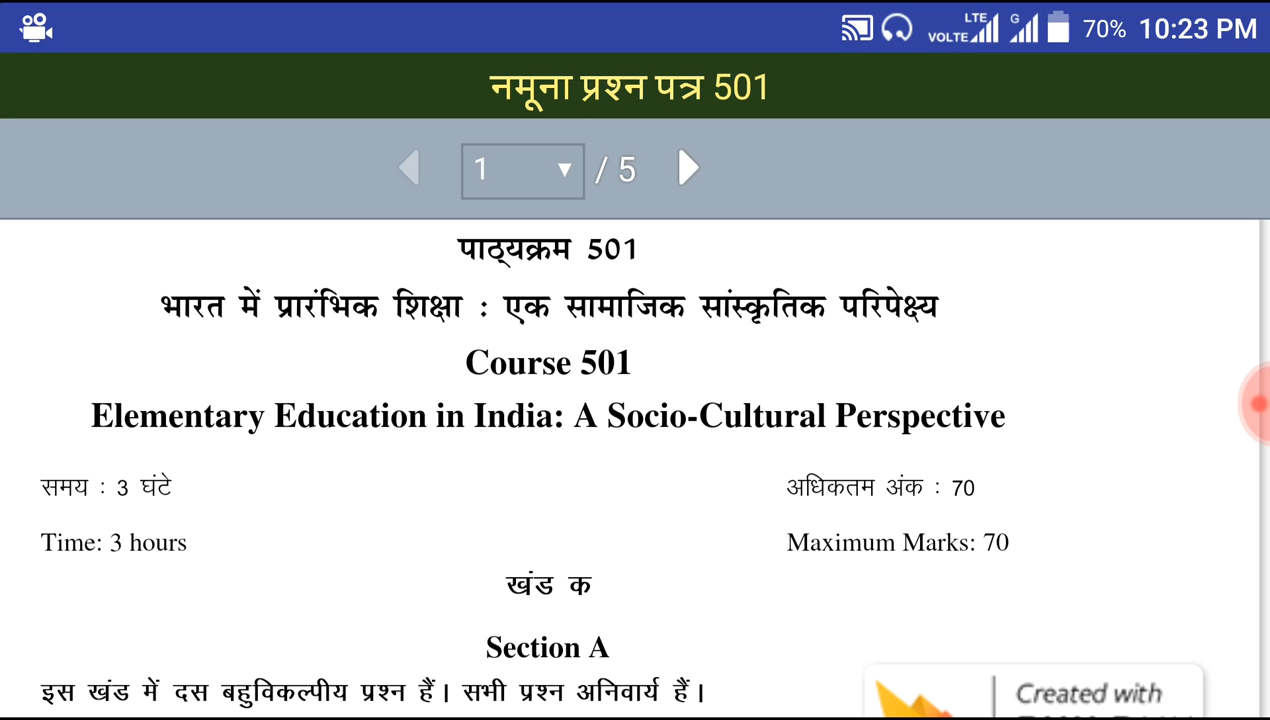 LTE
VOLTE G 70% 10:23 PM
नमूना प्रश्न पत्र 501
1 / 5
पाठ्यक्रम 501
भारत में प्रारंभिक शिक्षा : एक सामाजिक सांस्कृतिक परिपेक्ष्य
Course 501
Elementary Education in India: A Socio-Cultural Perspective
समय : 3 घंटे अधिकतम अंक : 70
Time: 3 hours Maximum Marks: 70
खंड क
Section A
इस खंड में दस बहुविकल्पीय प्रश्न हैं। सभी प्रश्न अनिवार्य हैं।
Created with